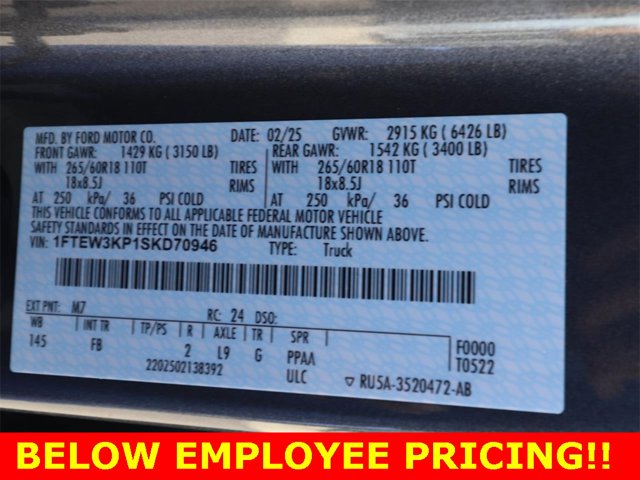 MFD. BY FORD MOTOR CO. DATE: 02/25 GVWR: 2915 KG ( 6426 LB)
FRONT GAWR: 1429 KG ( 3150 LB) REAR GAWR: 1542 KG ( 3400 LB)
WITH 265/60R18 110T TIRES WITH 265/60R18 110T TIRES
18x8.5J RIMS 18x8.5J RIMS
AT 250 kPa/ 36 PSI COLD AT 250 kPa/ 36 PSI COLD
THIS VEHICLE CONFORMS TO ALL APPLICABLE FEDERAL MOTOR VEHICLE
SAFETY STANDARDS IN EFFECT ON THE DATE OF MANUFACTURE SHOWN ABOVE.
VIN: 1FTEW3KP1SKD70946 TYPE: Truck
EXT PNT: M7 RC: 24 DSO:
WB INT TR TP/PS R AXLE TR SPR F0000
145 FB 2 L9 G PPAA T0522
2202502138392 ULC RU5A-3520472-AB
BELOW EMPLOYEE PRICING!!